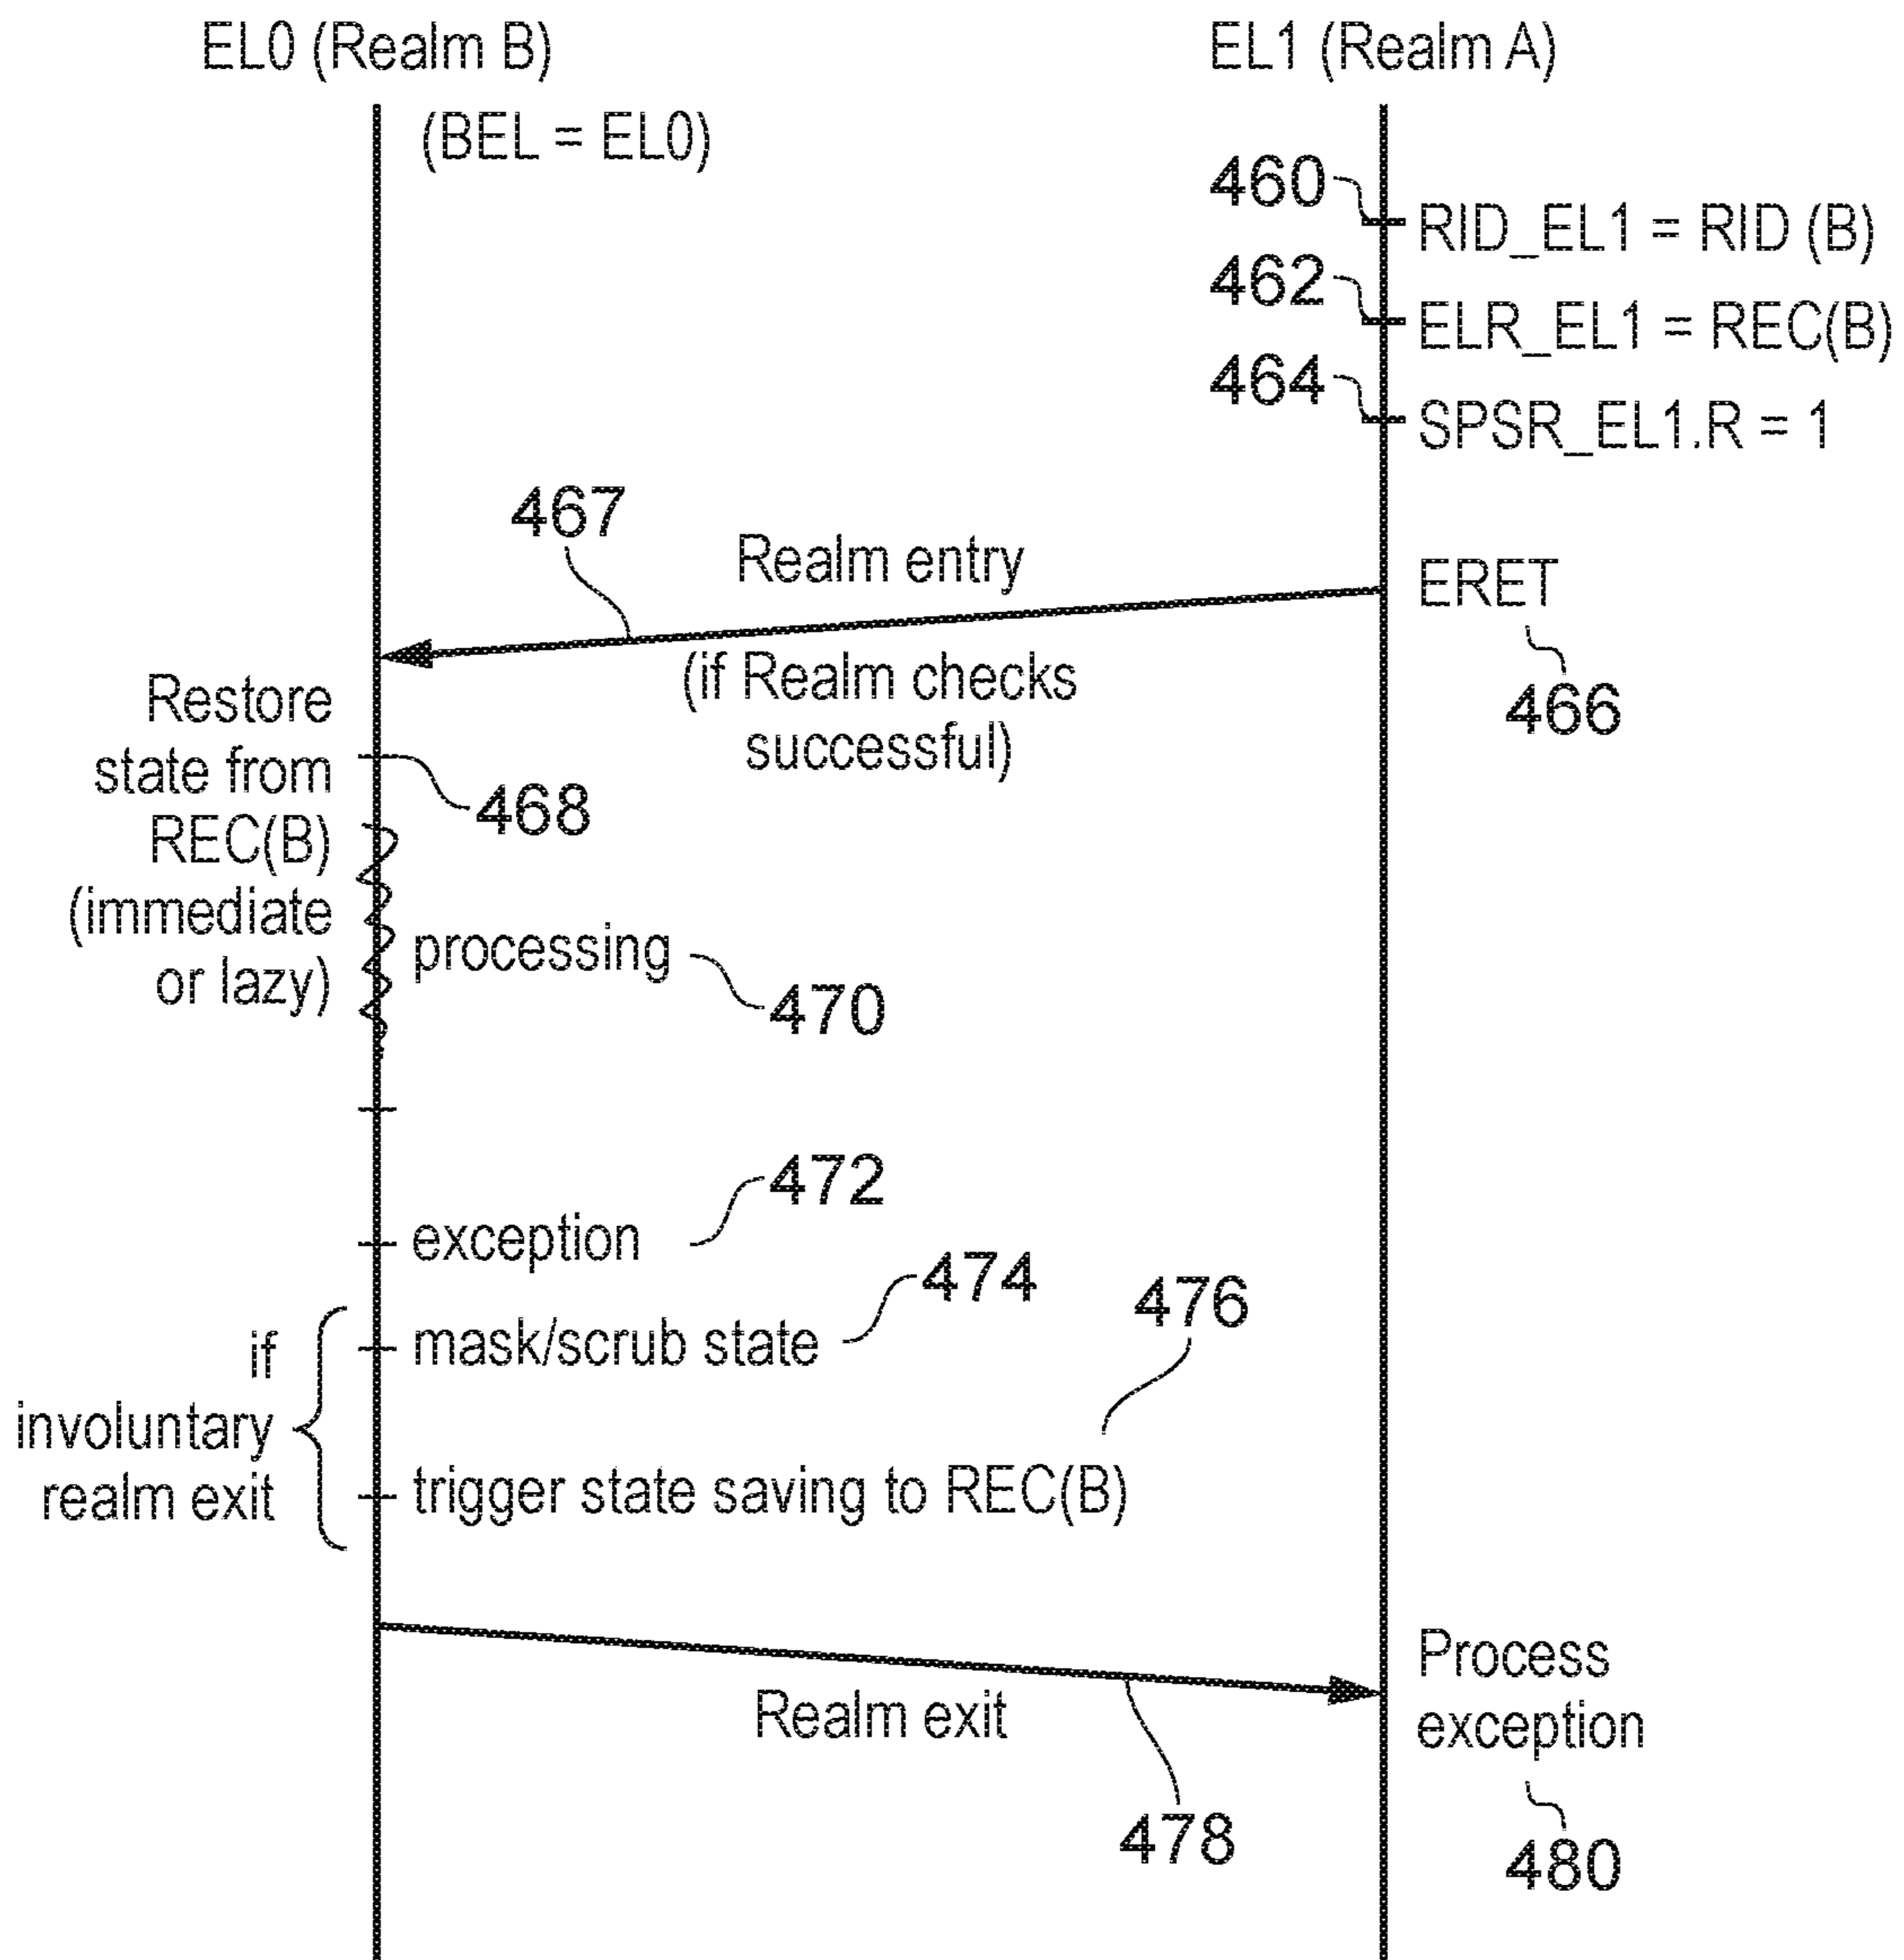 EL0 (Realm B)
EL1 (Realm A)
(BEL = EL0)
460
RID_EL1 = RID (B)
462
ELR_EL1 = REC(B)
464
SPSR_EL1.R = 1
467
Realm entry
ERET
(if Realm checks
successful)
466
Restore
state from
REC(B)
(immediate
or lazy)
468
processing
470
472
exception
474
476
if
involuntary
realm exit
mask/scrub state
trigger state saving to REC(B)
Realm exit
Process
exception
478
480